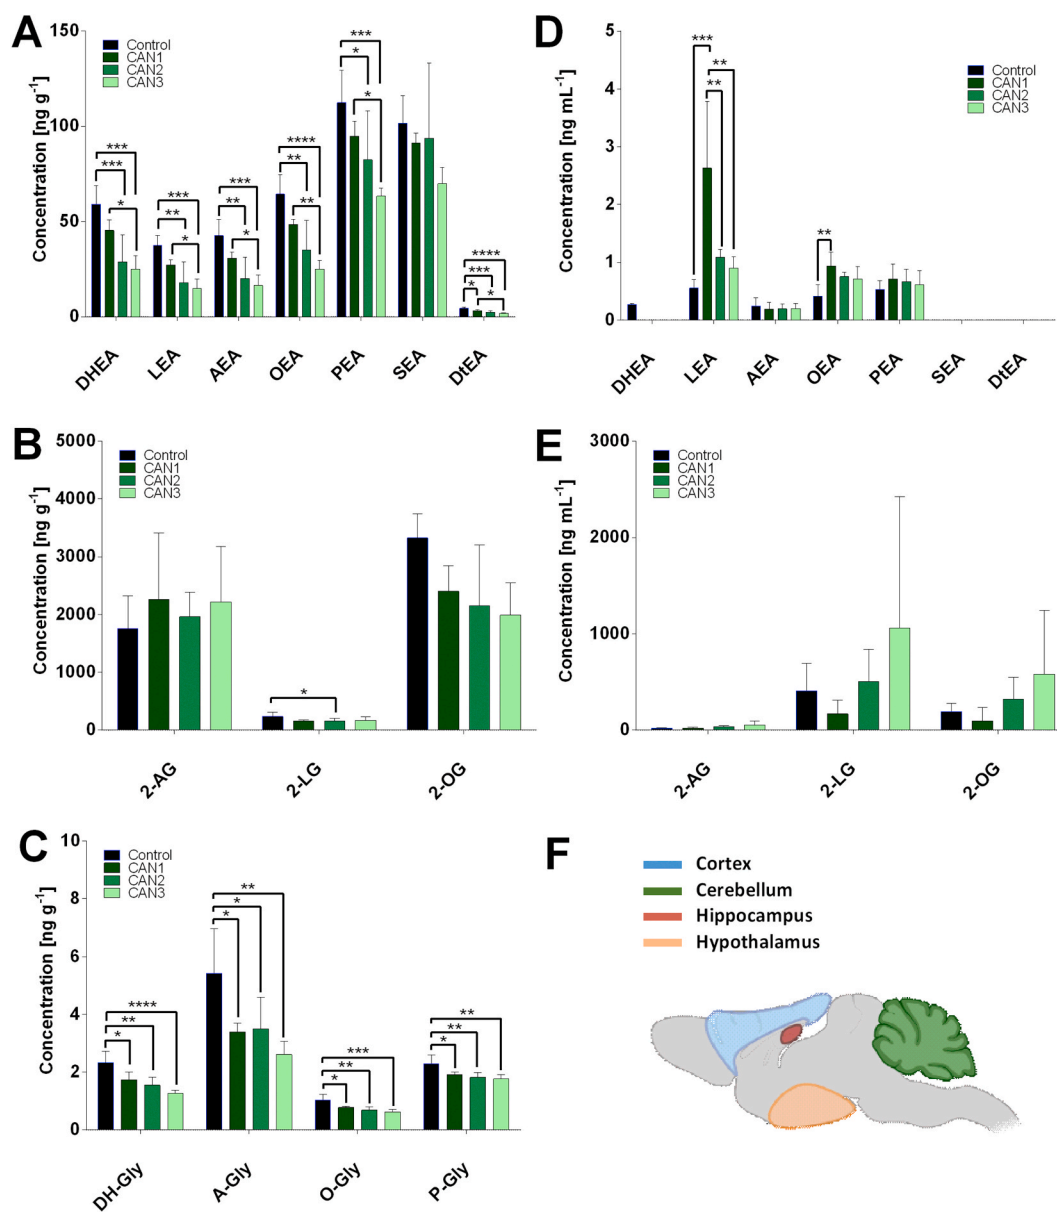 A
Concentration [ng g-1]
150
100
50
0
Control
CAN1
CAN2
CAN3
***
***
*
***
**
*
***
**
*
****
**
**
***
*
*
****
***
*
*
DHEA
LEA
AEA
OEA
PEA
SEA
DtEA
D
Concentration [ng mL-1]
5
4
3
2
1
0
Control
CAN1
CAN2
CAN3
***
**
**
**
DHEA
LEA
AEA
OEA
PEA
SEA
DtEA
B
Concentration [ng g-1]
5000
4000
3000
2000
1000
0
Control
CAN1
CAN2
CAN3
*
2-AG
2-LG
2-OG
E
Concentration [ng mL-1]
3000
2000
1000
0
Control
CAN1
CAN2
CAN3
2-AG
2-LG
2-OG
C
Concentration [ng g-1]
10
8
6
4
2
0
Control
CAN1
CAN2
CAN3
****
**
*
**
*
*
***
**
*
**
**
*
DH-Gly
A-Gly
O-Gly
P-Gly
F
Cortex
Cerebellum
Hippocampus
Hypothalamus